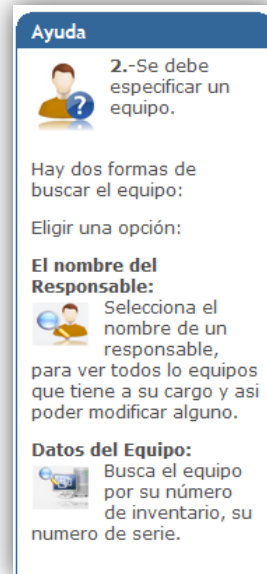 Ayuda
2.-Se debe
especificar un
equipo.
Hay dos formas de
buscar el equipo:
Eligir una opción:
El nombre del
Responsable:
Selecciona el
nombre de un
responsable,
para ver todos lo equipos
que tiene a su cargo y asi
poder modificar alguno.
Datos del Equipo:
Busca el equipo
por su número
de inventario, su
numero de serie.